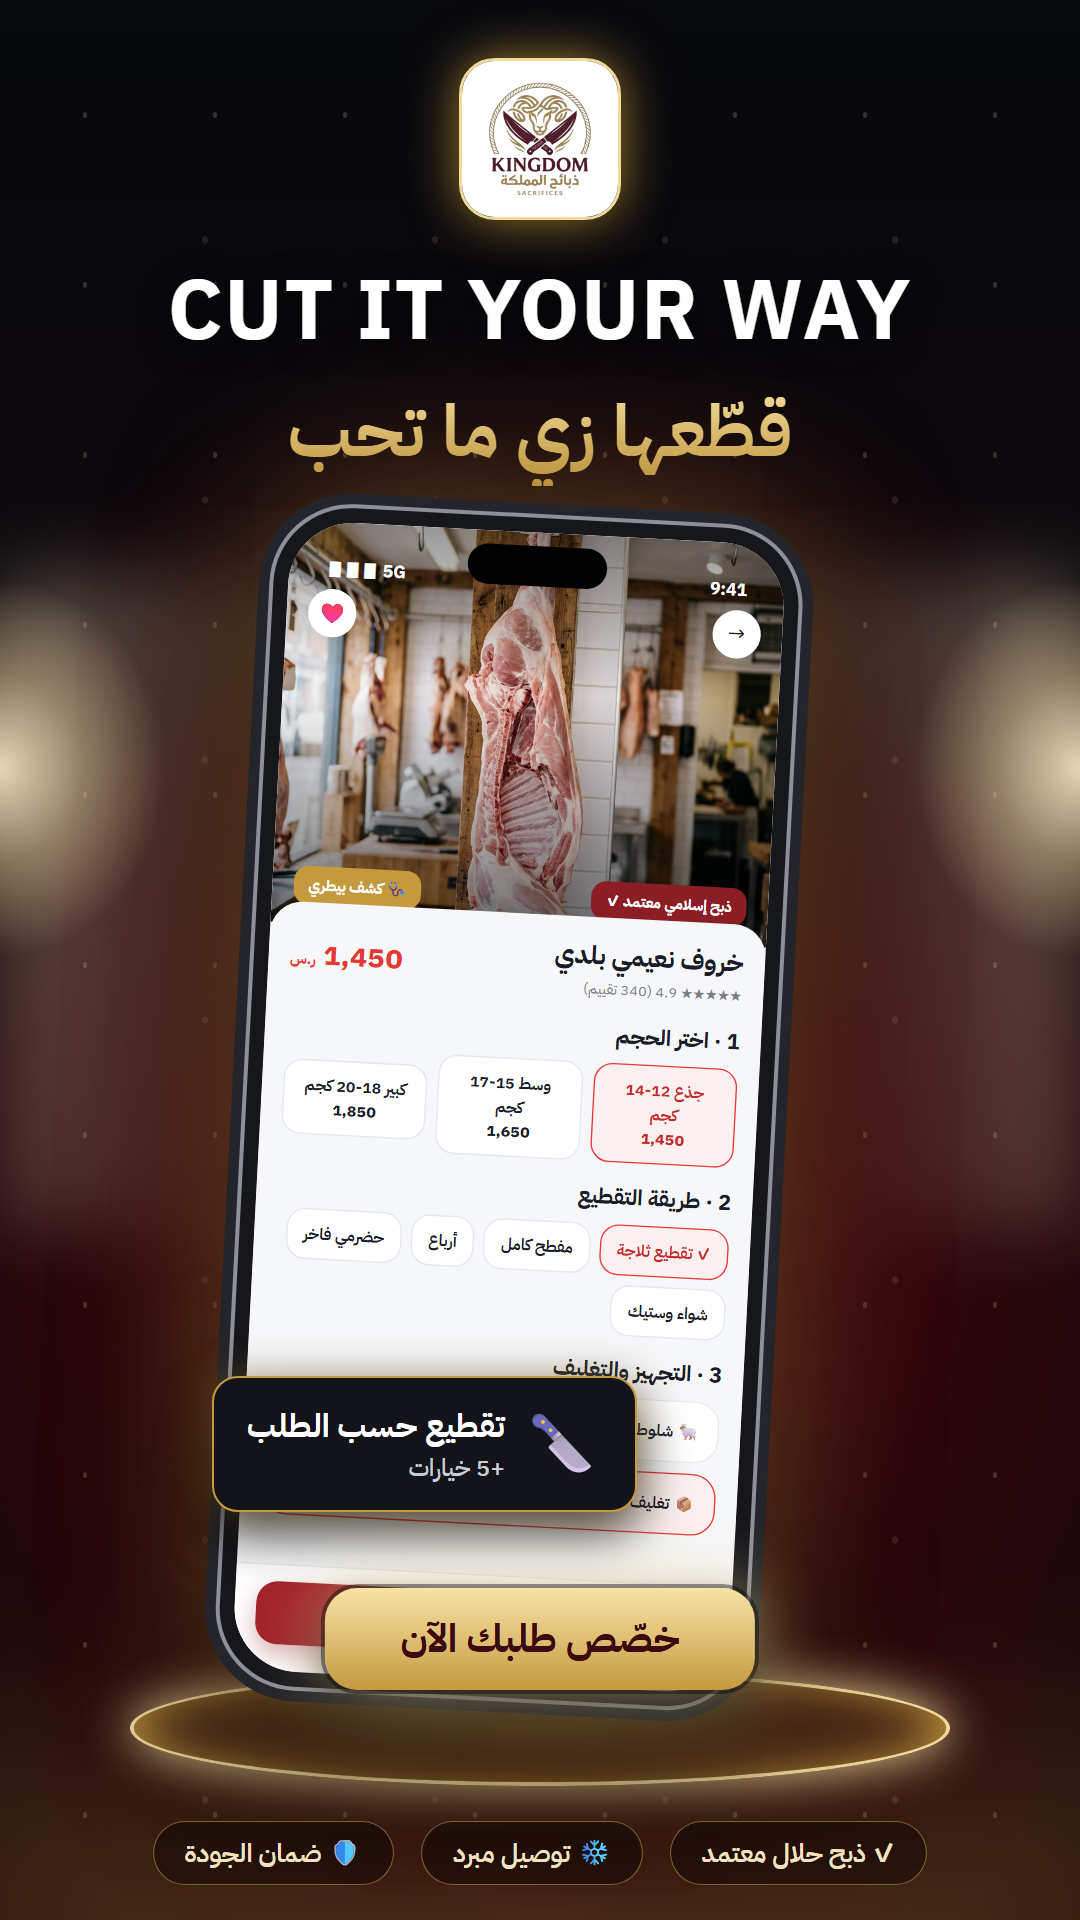 KINGDOM
ذبائح المملكة
SACRIFICES
CUT IT YOUR WAY
قطّعها زي ما تحب
5G
9:41
→
كشف بيطري
ذبح إسلامي معتمد ✓
خروف نعيمي بلدي
1,450 ر.س
★★★★★ 4.9 (340 تقييم)
1 · اختر الحجم
جذع 12-14
كجم
1,450
وسط 15-17
كجم
1,650
كبير 18-20 كجم
1,850
2 · طريقة التقطيع
✓ تقطيع ثلاجة
مفطح كامل
أرباع
حضرمي فاخر
شواء وستيك
3 · التجهيز والتغليف
شلوط
تغليف
تقطيع حسب الطلب
+5 خيارات
خصّص طلبك الآن
✓ ذبح حلال معتمد
توصيل مبرد
ضمان الجودة